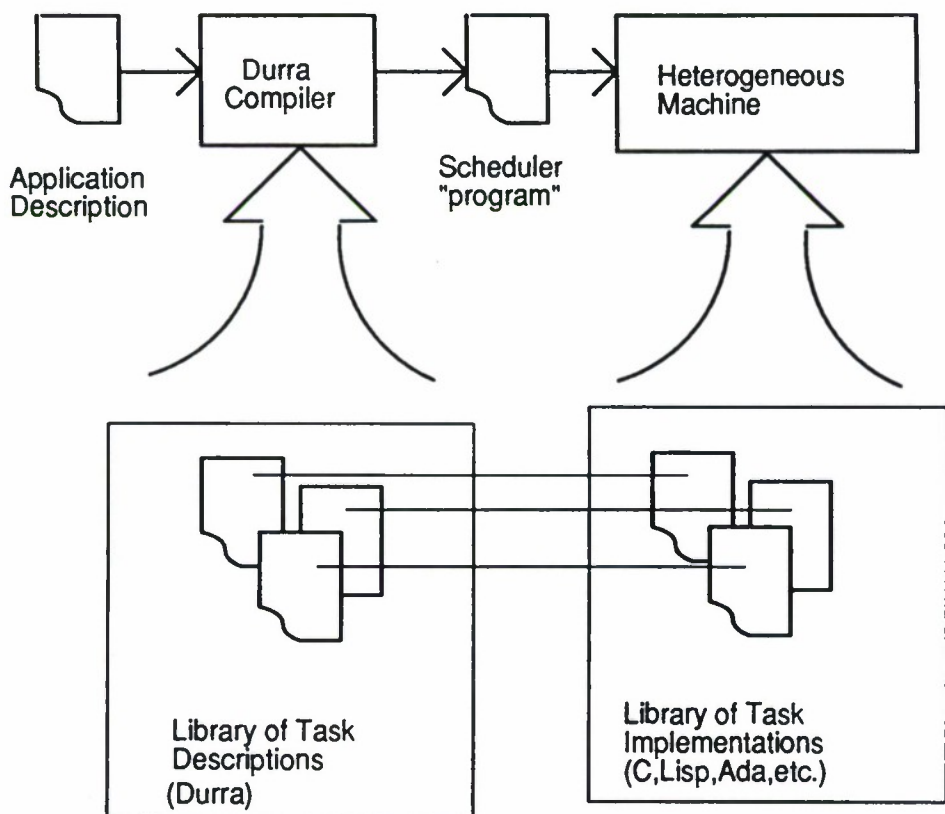 Durra
Compiler
Heterogeneous
Machine
Application
Description
Scheduler
"program"
Library of Task
Descriptions
(Durra)
Library of Task
Implementations
(C,Lisp,Ada,etc.)